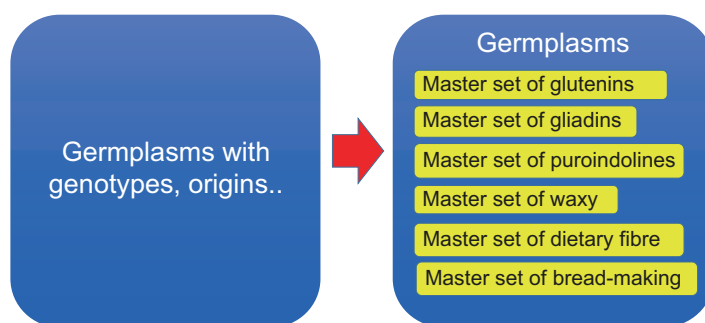 Germplasms with
genotypes, origins..
Germplasms
Master set of glutenins
Master set of gliadins
Master set of puroindolines
Master set of waxy
Master set of dietary fibre
Master set of bread-making